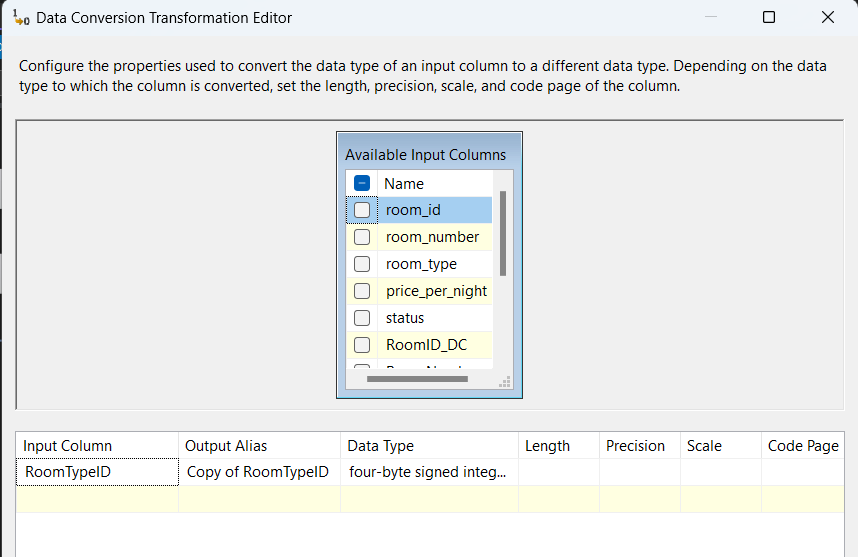 Data Conversion Transformation Editor
Configure the properties used to convert the data type of an input column to a different data type. Depending on the data
type to which the column is converted, set the length, precision, scale, and code page of the column.
Available Input Columns
Name
room_id
room_number
room_type
price_per_night
status
RoomID_DC
Input Column Output Alias Data Type Length Precision Scale Code Page
RoomTypeID Copy of RoomTypeID four-byte signed integ...